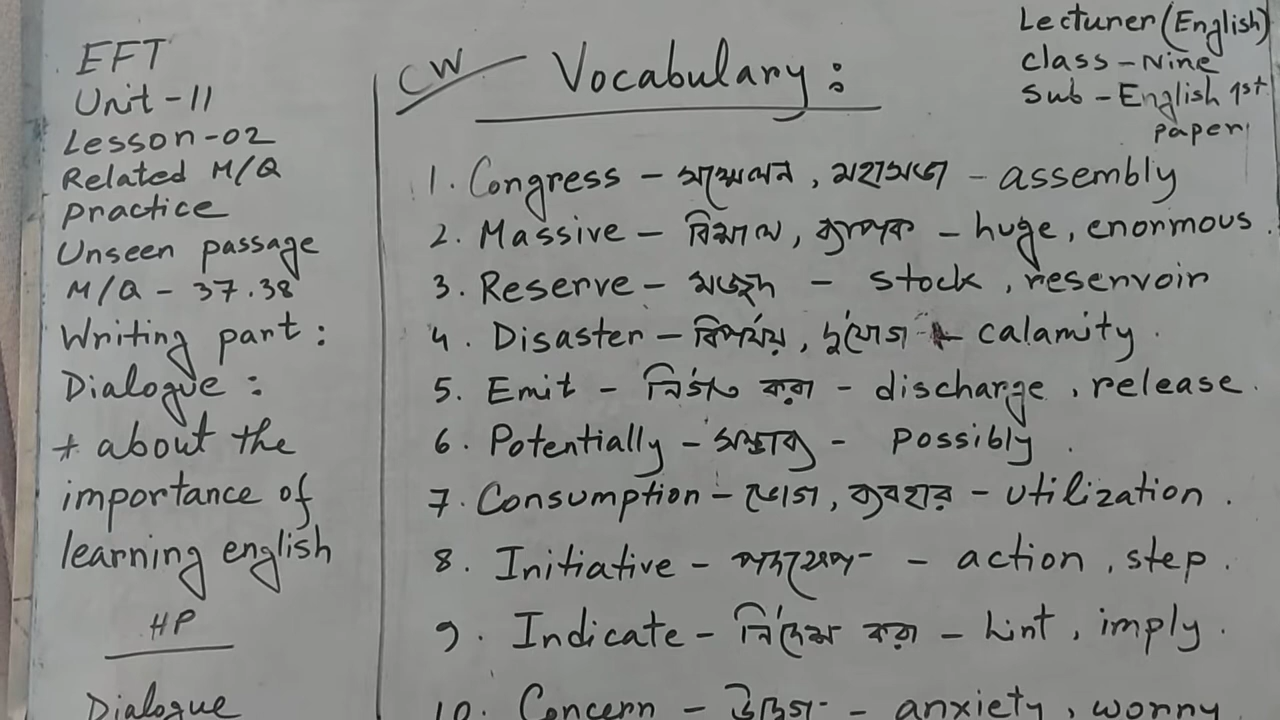 EFT
Unit - 11
Lesson - 02
Related M/Q
practice
Unseen passage
M/Q - 37.38
Writing part :
Dialogue :
+ about the
importance of
learning english
HP
Dialogue
CW Vocabulary :
Lecturer (English)
class - Nine
Sub - English 1st
paper
1. Congress - সম্মেলন, মহাসভা - assembly
2. Massive - বিশাল, ব্যাপক - huge, enormous.
3. Reserve - মজুদ - stock, reservoir
4. Disaster - বিপর্যয়, দুর্যোগ - calamity.
5. Emit - নির্গত করা - discharge, release.
6. Potentially - সম্ভাব্য - possibly.
7. Consumption - ভোগ, ব্যবহার - utilization.
8. Initiative - পদক্ষেপ - action, step.
9. Indicate - নির্দেশ করা - hint, imply.
10. Concern - উদ্বেগ - anxiety, worry